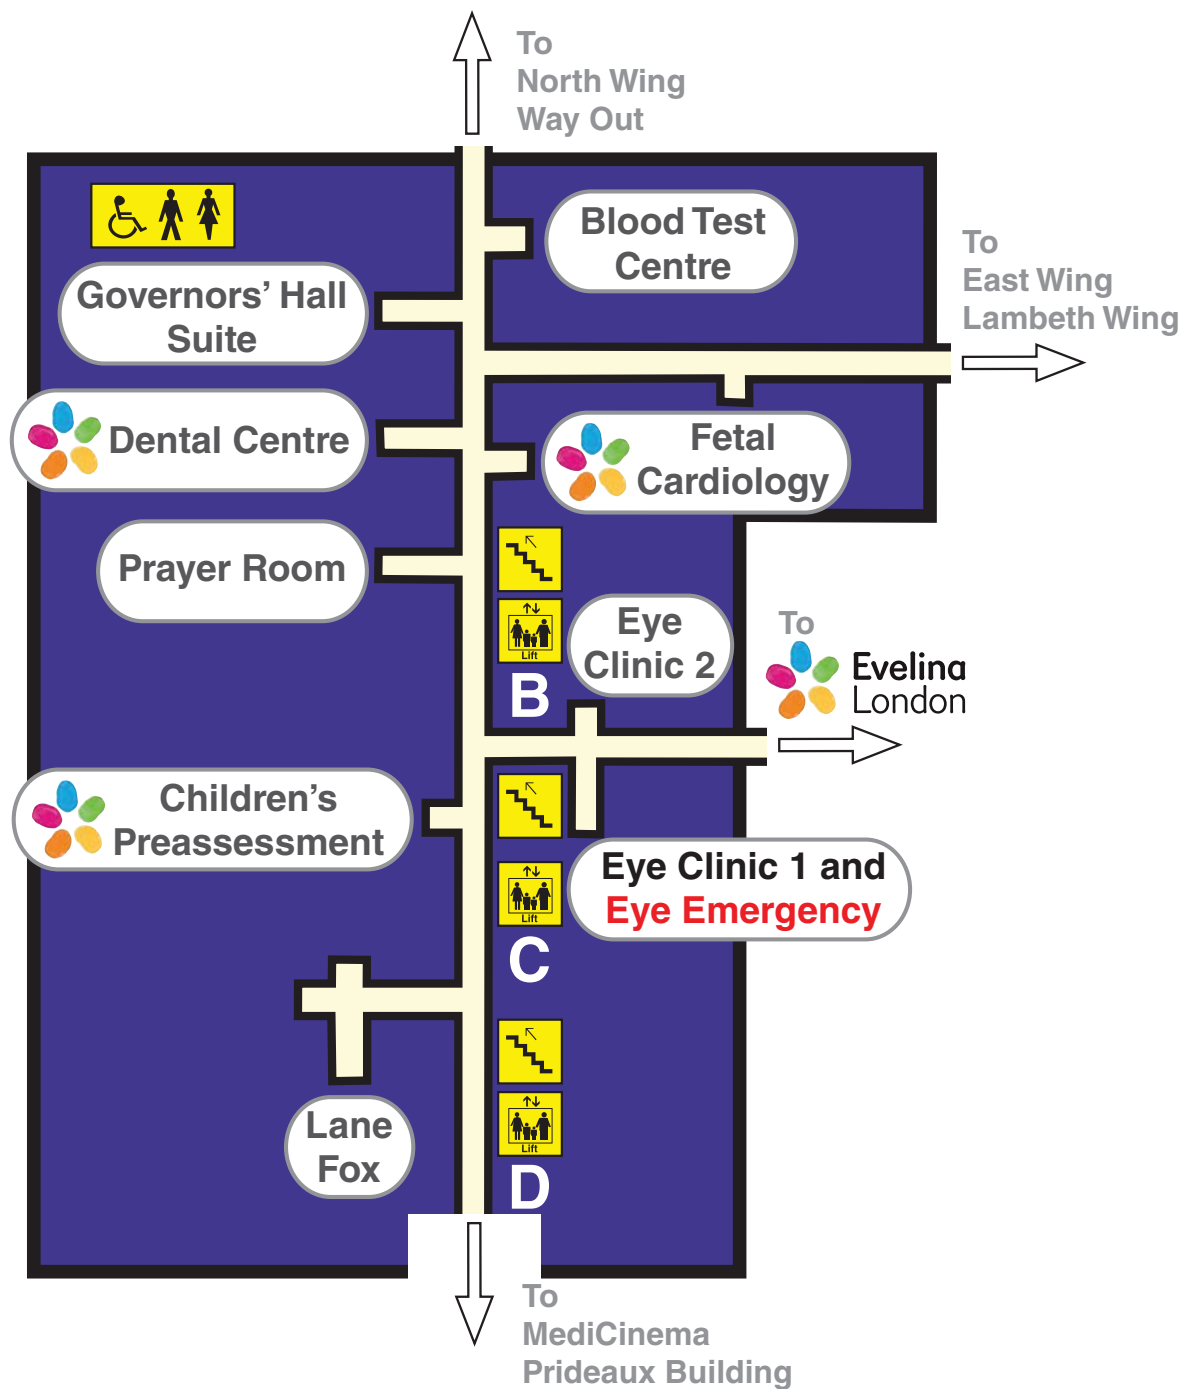 To
North Wing
Way Out
Blood Test
Centre
To
East Wing
Lambeth Wing
Governors’ Hall
Suite
Dental Centre
Fetal
Cardiology
Prayer Room
Lift
B
Eye
Clinic 2
To
Evelina
London
Children’s
Preassessment
Lift
C
Eye Clinic 1 and
Eye Emergency
Lane
Fox
Lift
D
To
MediCinema
Prideaux Building